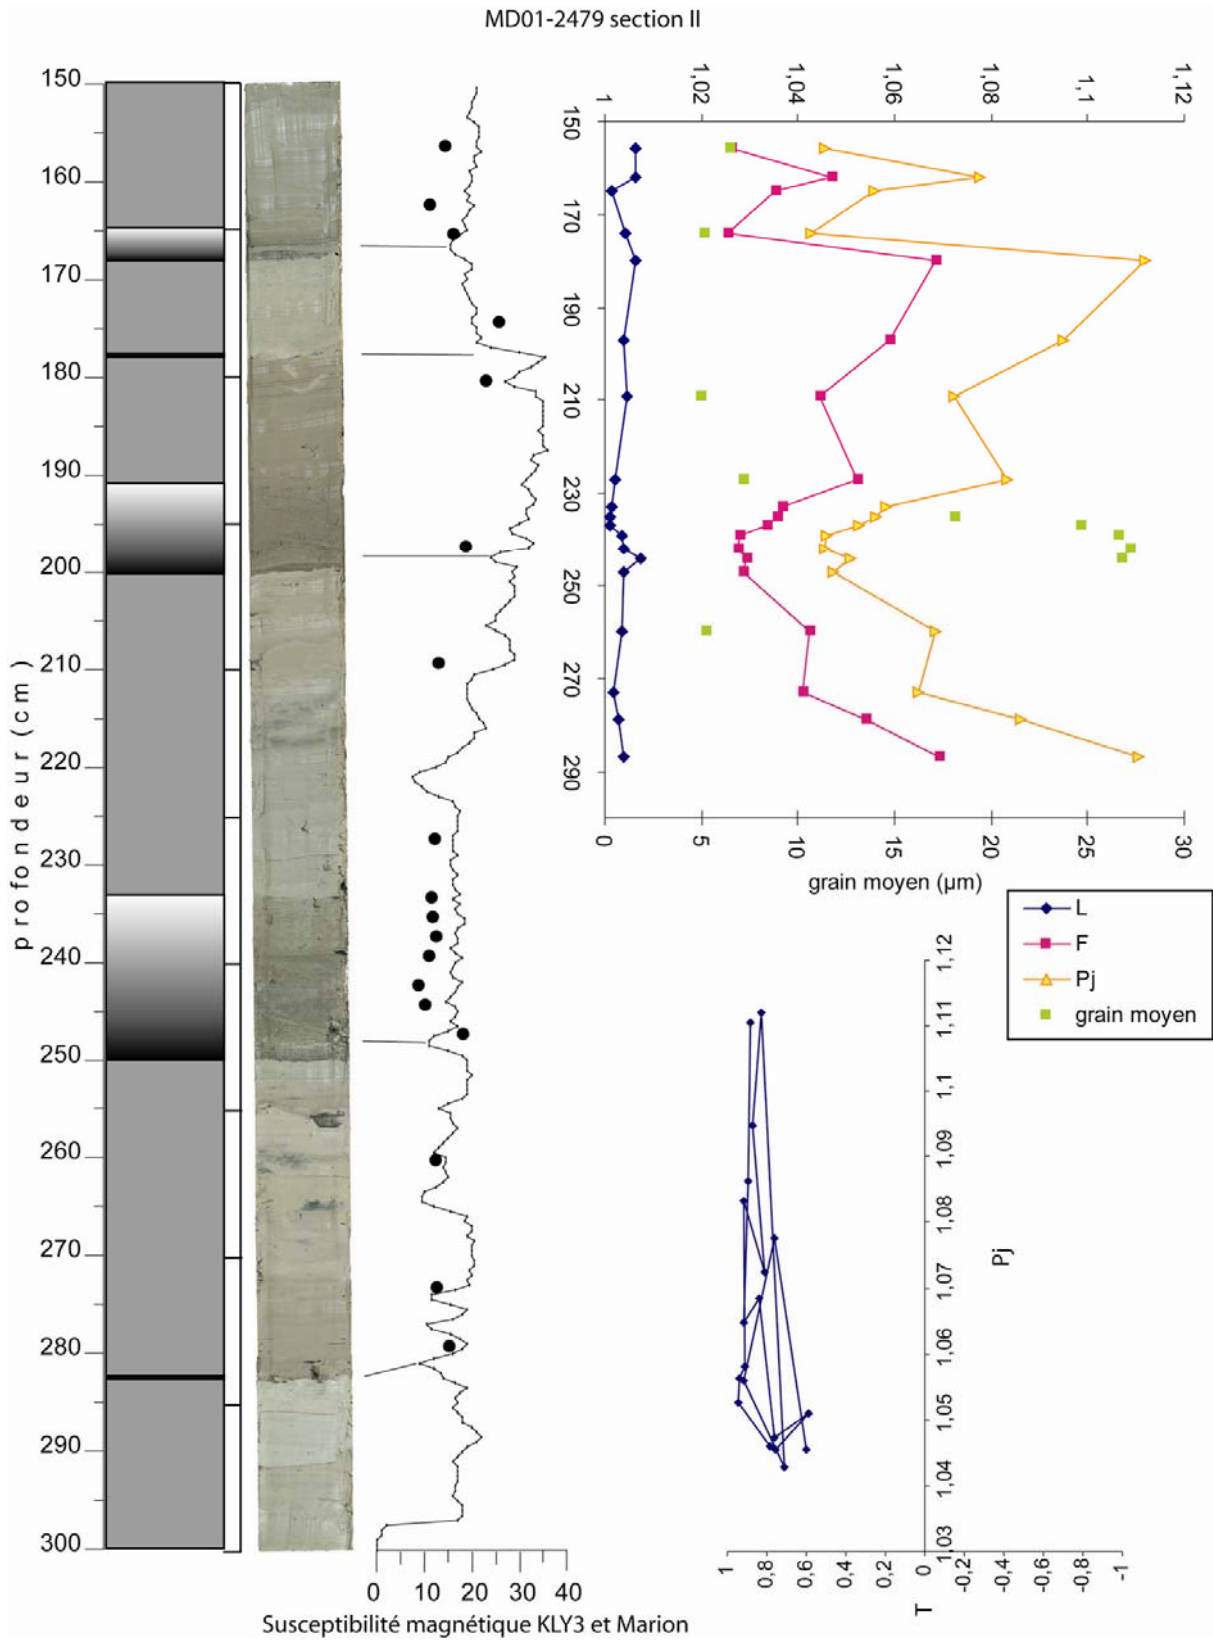 MD01-2479 section II
profondeur (cm)
150
160
170
180
190
200
210
220
230
240
250
260
270
280
290
300
0 10 20 30 40
Susceptibilité magnétique KLY3 et Marion
1 1,02 1,04 1,06 1,08 1,1 1,12
150
170
190
210
230
250
270
290
0 5 10 15 20 25 30
grain moyen (µm)
L
F
Pj
grain moyen
1,12
1,11
1,1
1,09
1,08
1,07
1,06
1,05
1,04
1,03
Pj
1 0,8 0,6 0,4 0,2 0 -0,2 -0,4 -0,6 -0,8 -1
T